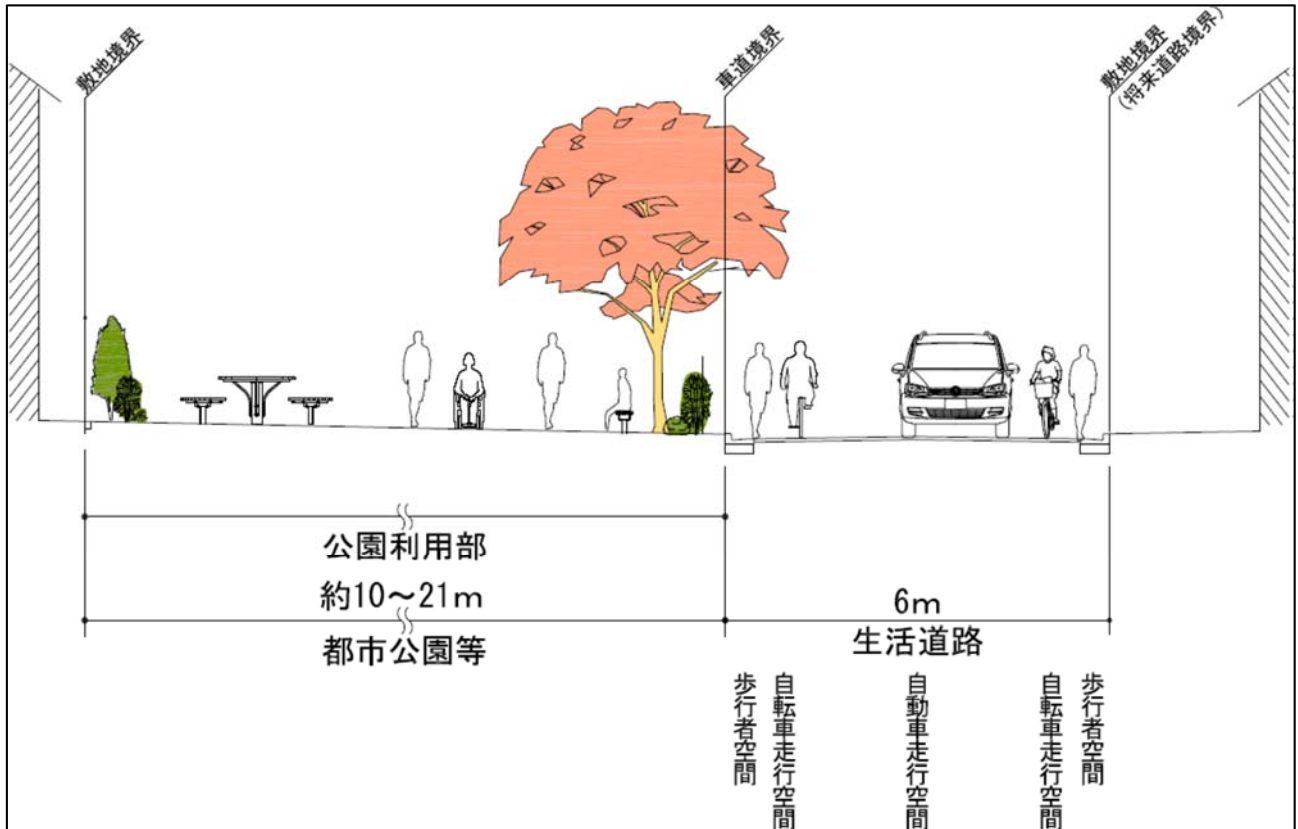 敷地境界
車道境界
敷地境界
(将来道路境界)
公園利用部
約10～21m
都市公園等
6m
生活道路
歩行者空間
自転車走行空間
自動車走行空間
自転車走行空間
歩行者空間